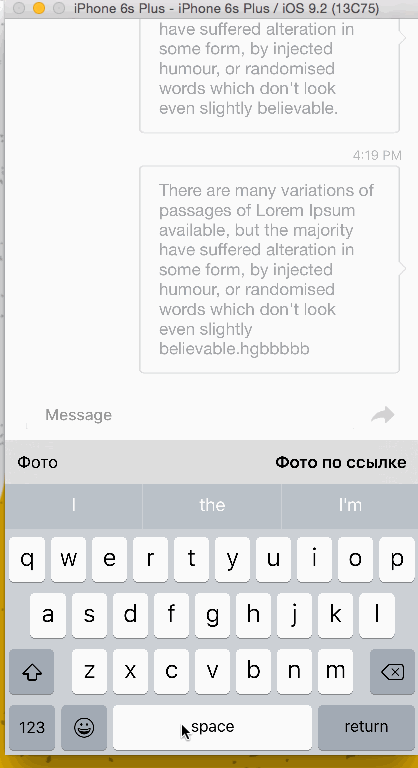 iPhone 6s Plus - iPhone 6s Plus / iOS 9.2 (13C75)
have suffered alteration in
some form, by injected
humour, or randomised
words which don't look
even slightly believable.
4:19 PM
There are many variations of
passages of Lorem Ipsum
available, but the majority
have suffered alteration in
some form, by injected
humour, or randomised
words which don't look
even slightly
believable.hgbbbbb
Message
Фото Фото по ссылке
I the I'm
q w e r t y u i o p
a s d f g h j k l
z x c v b n m
123 space return